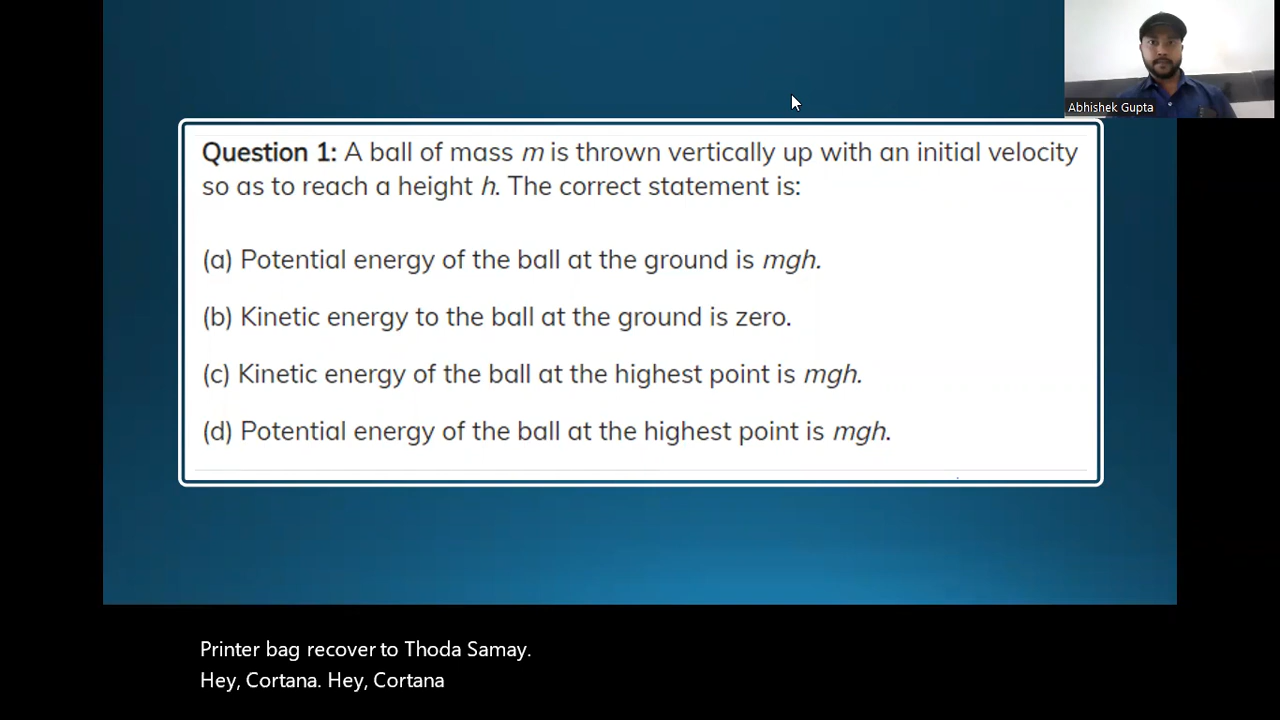 Abhishek Gupta
Question 1: A ball of mass m is thrown vertically up with an initial velocity
so as to reach a height h. The correct statement is:
(a) Potential energy of the ball at the ground is mgh.
(b) Kinetic energy to the ball at the ground is zero.
(c) Kinetic energy of the ball at the highest point is mgh.
(d) Potential energy of the ball at the highest point is mgh.
Printer bag recover to Thoda Samay.
Hey, Cortana. Hey, Cortana